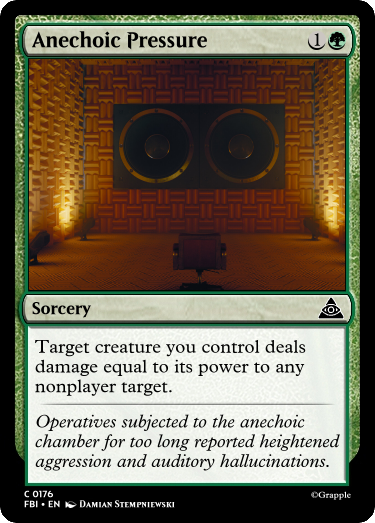 Anechoic Pressure 1
Sorcery
Target creature you control deals
damage equal to its power to any
nonplayer target.
Operatives subjected to the anechoic
chamber for too long reported heightened
aggression and auditory hallucinations.
C 0176
FBI • EN DAMIAN STEMPNIEWSKI
©Grapple